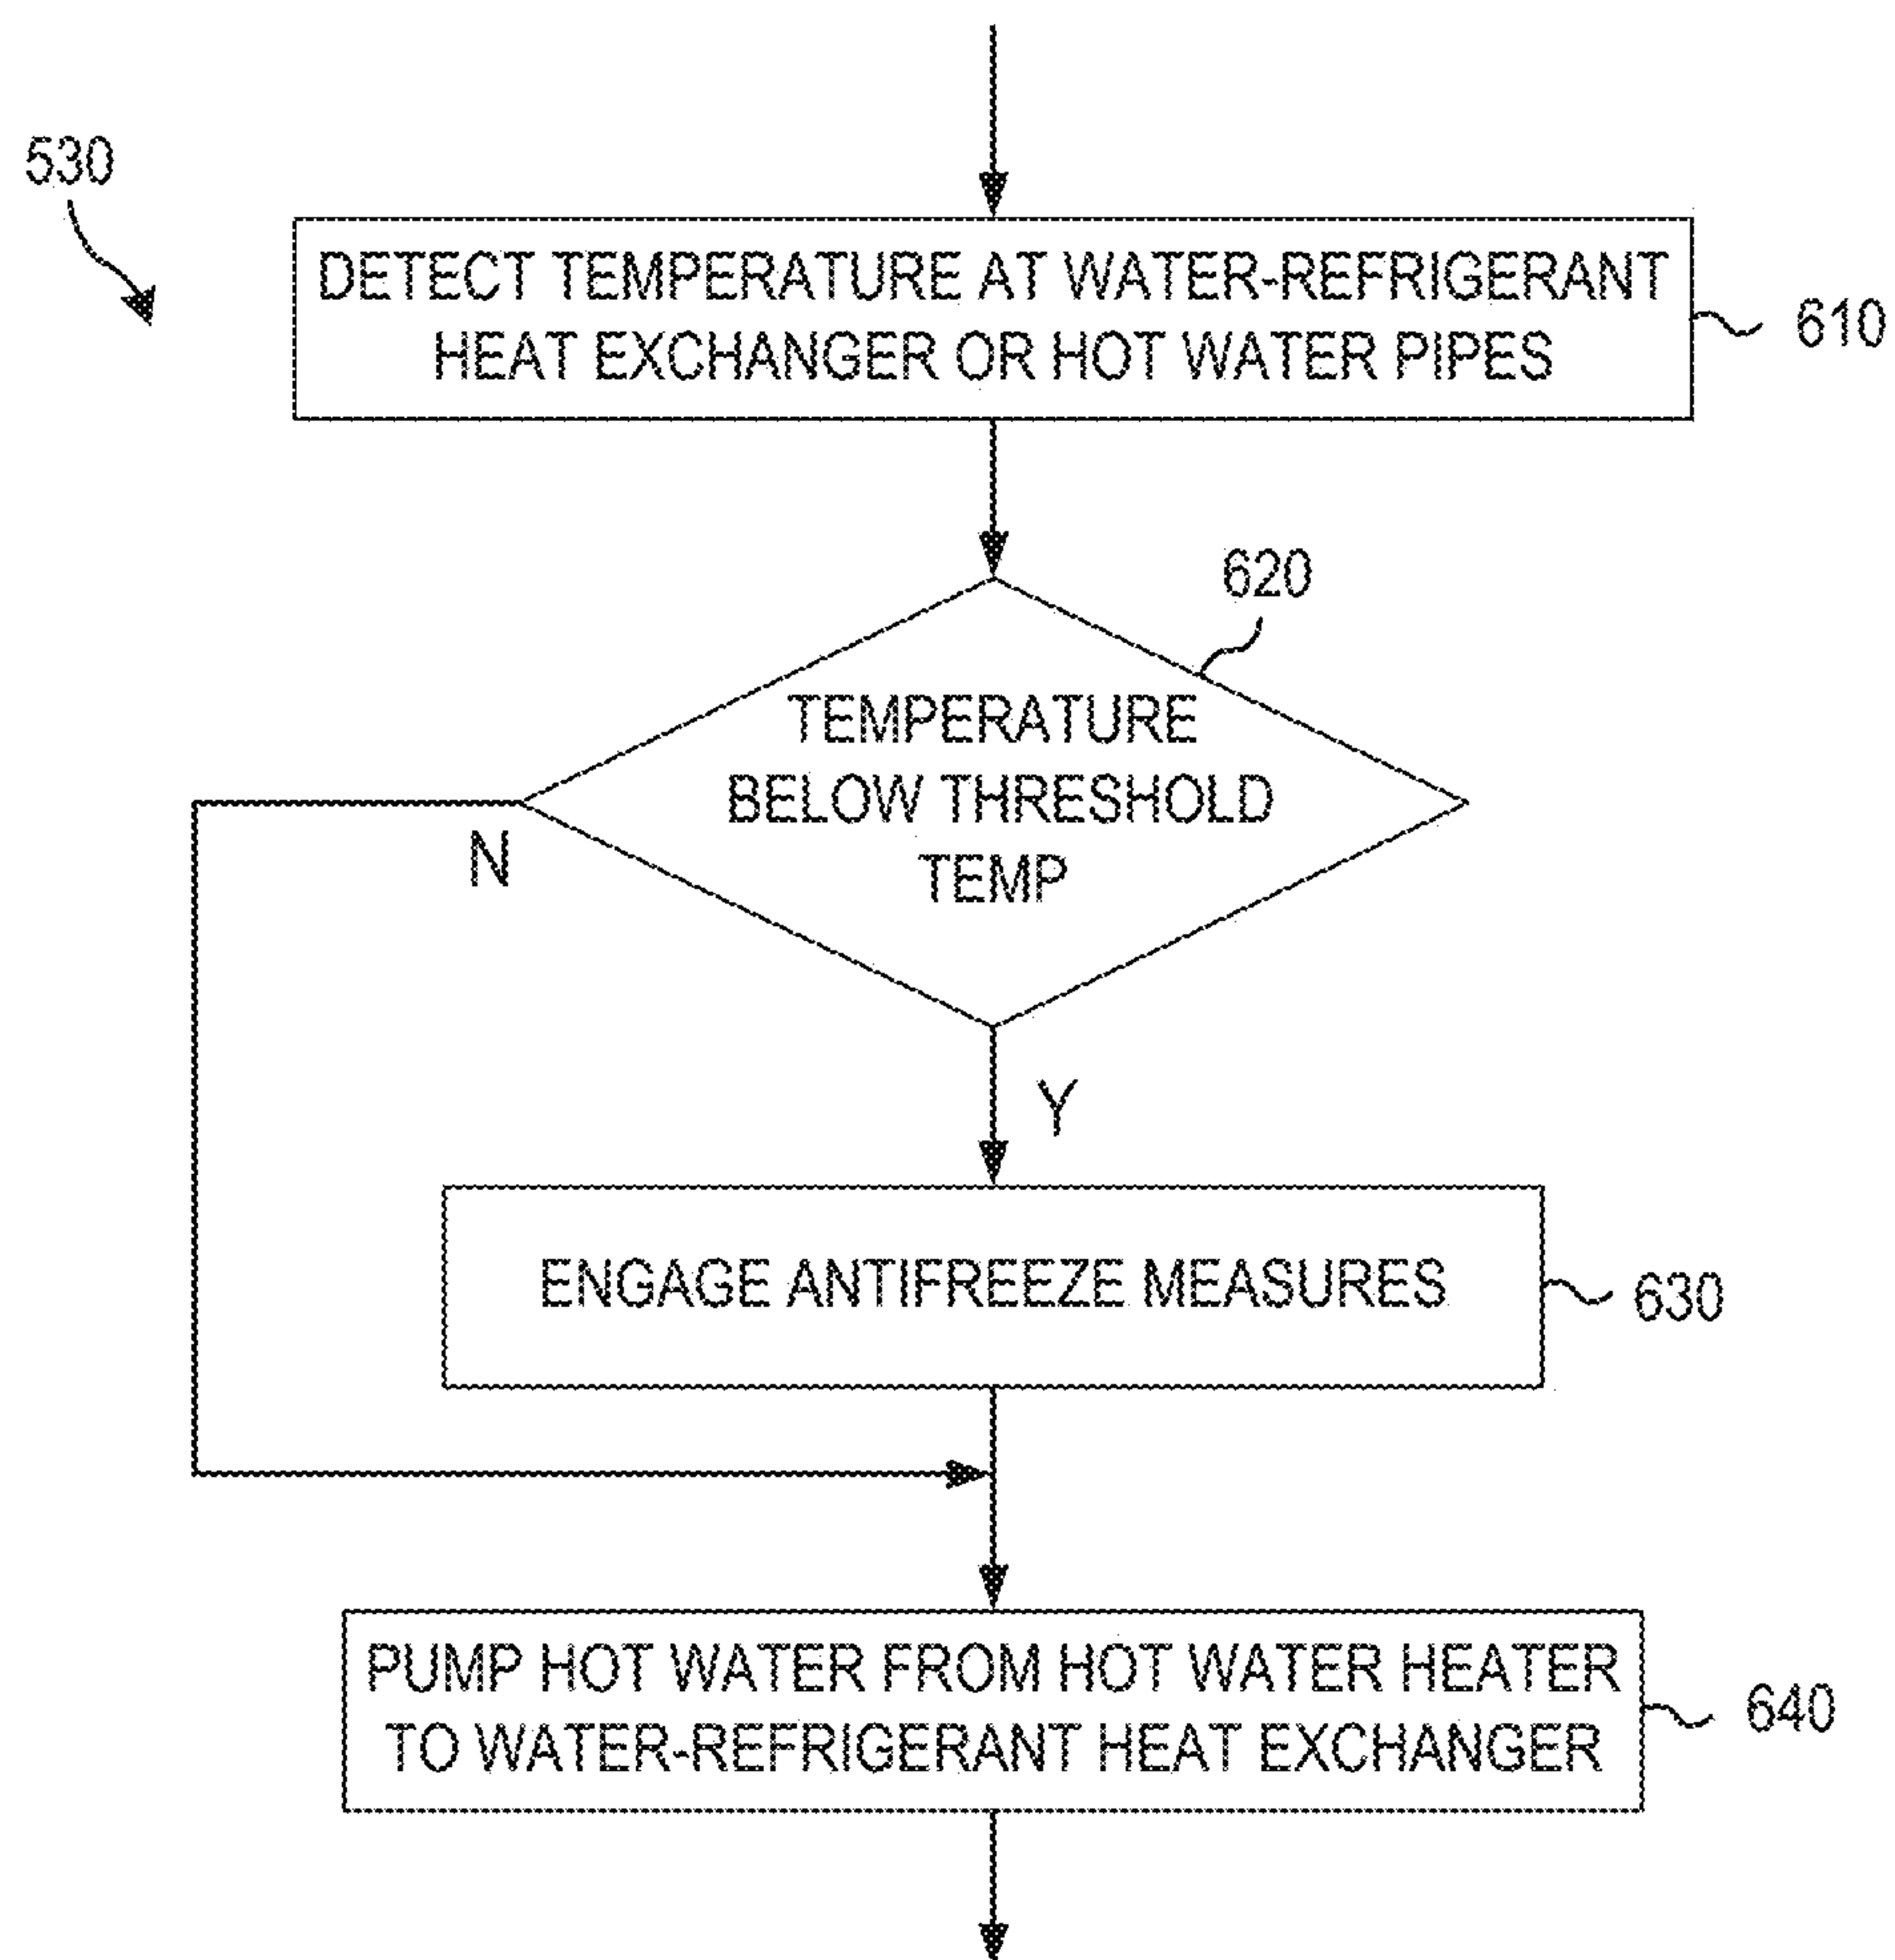 530
DETECT TEMPERATURE AT WATER-REFRIGERANT
HEAT EXCHANGER OR HOT WATER PIPES
610
620
TEMPERATURE
BELOW THRESHOLD
TEMP
N
Y
ENGAGE ANTIFREEZE MEASURES
630
PUMP HOT WATER FROM HOT WATER HEATER
TO WATER-REFRIGERANT HEAT EXCHANGER
640